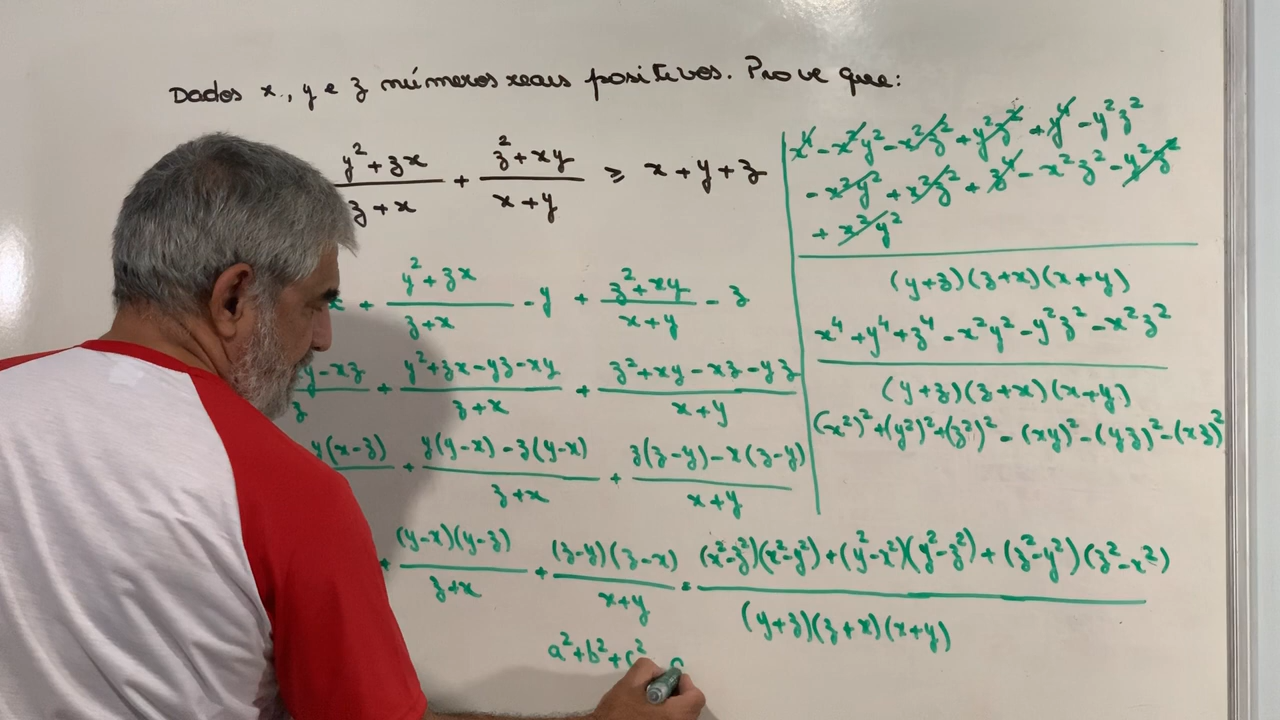 Dados x, y e z números reais positivos. Prove que:
(y² + zx)/(z + x) + (z² + xy)/(x + y) ⩾ x + y + z
x + (y² + zx)/(z + x) - y + (z² + xy)/(x + y) - z
y - xz/z + (y² + zx - yz - xy)/(z + x) + (z² + xy - xz - yz)/(x + y)
y(x - z) + (y(y - x) - z(y - x))/(z + x) + (z(z - y) - x(z - y))/(x + y)
+ ((y - x)(y - z))/(z + x) + ((z - y)(z - x))/(x + y) = ((x² - z²)(x² - y²) + (y² - x²)(y² - z²) + (z² - y²)(z² - x²))/((y + z)(z + x)(x + y))
a² + b² + c²
x⁴ - x²y² - x²z² + y²z² + y⁴ - y²z²
- x²y² + x²z² + z⁴ - x²z² - y²z²
+ x²y²
(y + z)(z + x)(x + y)
x⁴ + y⁴ + z⁴ - x²y² - y²z² - x²z²
(y + z)(z + x)(x + y)
(x²)² + (y²)² + (z²)² - (xy)² - (yz)² - (xz)²